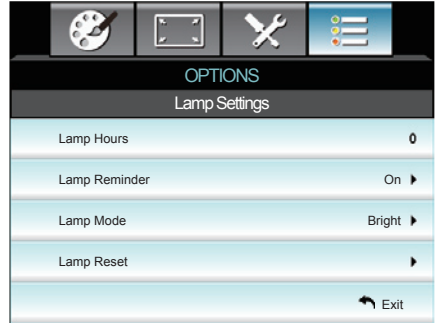 OPTIONS
Lamp Settings
Lamp Hours 0
Lamp Reminder On
Lamp Mode Bright
Lamp Reset
Exit